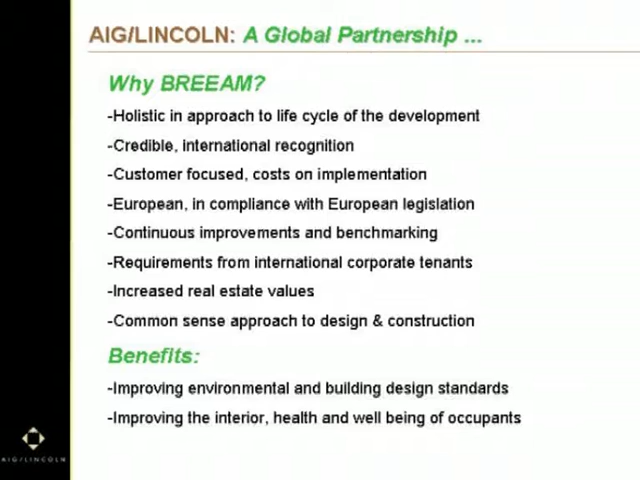 AIG/LINCOLN: A Global Partnership ...
Why BREEAM?
-Holistic in approach to life cycle of the development
-Credible, international recognition
-Customer focused, costs on implementation
-European, in compliance with European legislation
-Continuous improvements and benchmarking
-Requirements from international corporate tenants
-Increased real estate values
-Common sense approach to design & construction
Benefits:
-Improving environmental and building design standards
-Improving the interior, health and well being of occupants
AIG/LINCOLN